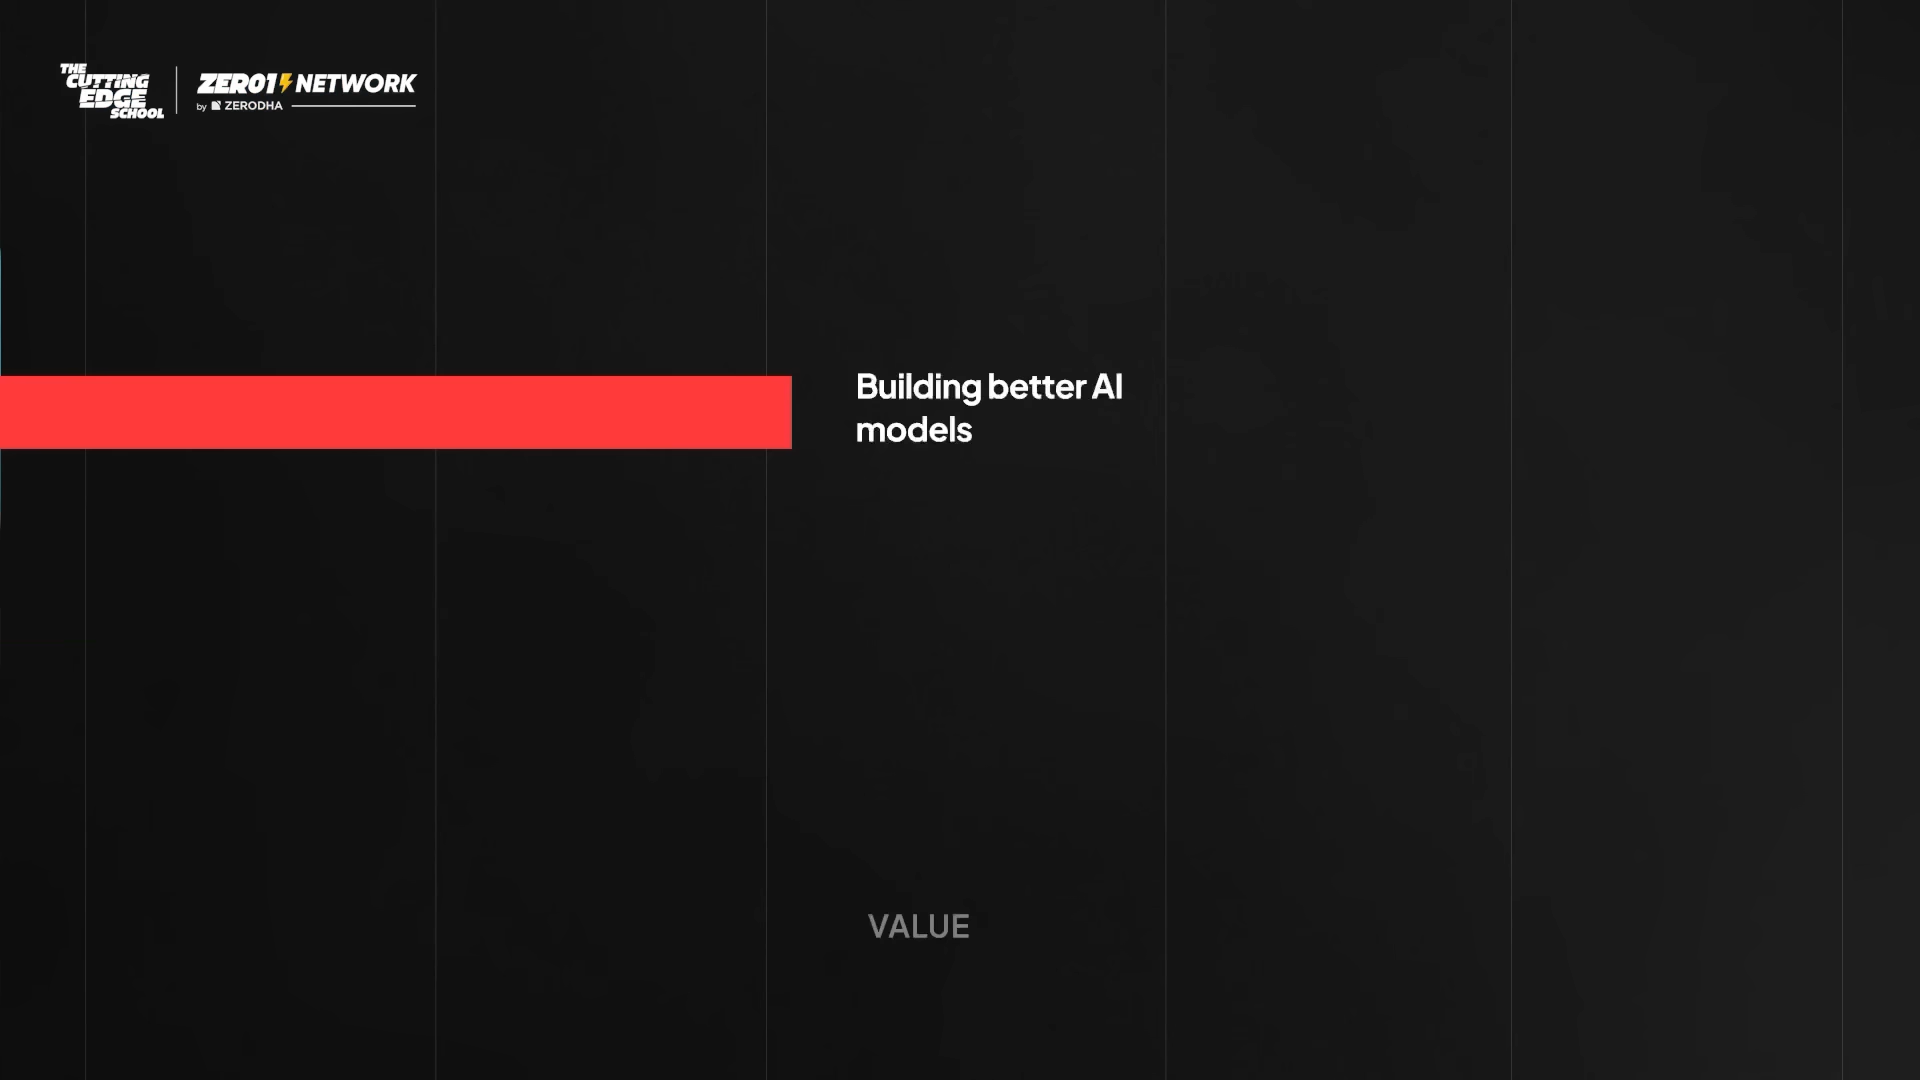 THE
CUTTING
EDGE
SCHOOL
ZERO1 NETWORK
by ZERODHA
Building better AI
models
VALUE